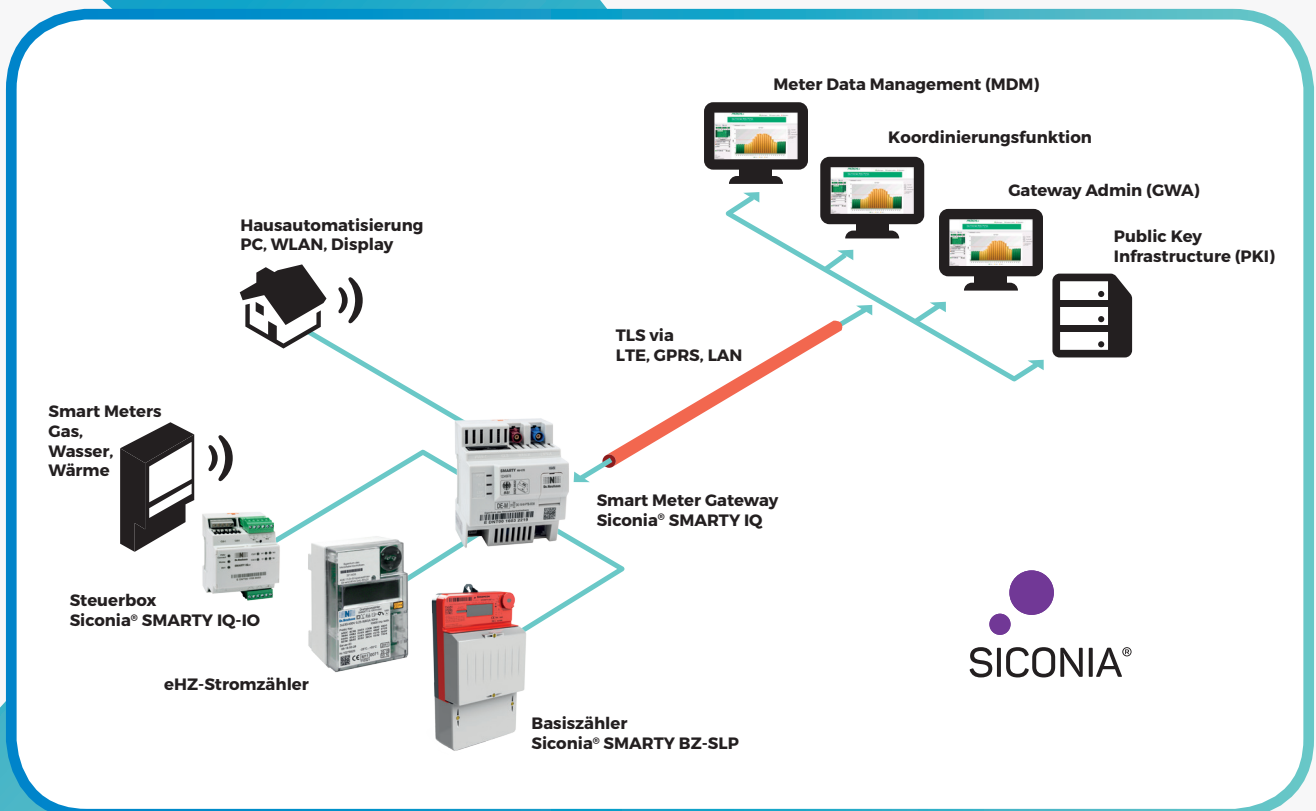 Meter Data Management (MDM)
Koordinierungsfunktion
Gateway Admin (GWA)
Public Key
Infrastructure (PKI)
Hausautomatisierung
PC, WLAN, Display
TLS via
LTE, GPRS, LAN
Smart Meters
Gas,
Wasser,
Wärme
SMARTY
Smart Meter Gateway
Siconia® SMARTY IQ
Steuerbox
Siconia® SMARTY IQ-IO
eHZ-Stromzähler
Basiszähler
Siconia® SMARTY BZ-SLP
SICONIA®